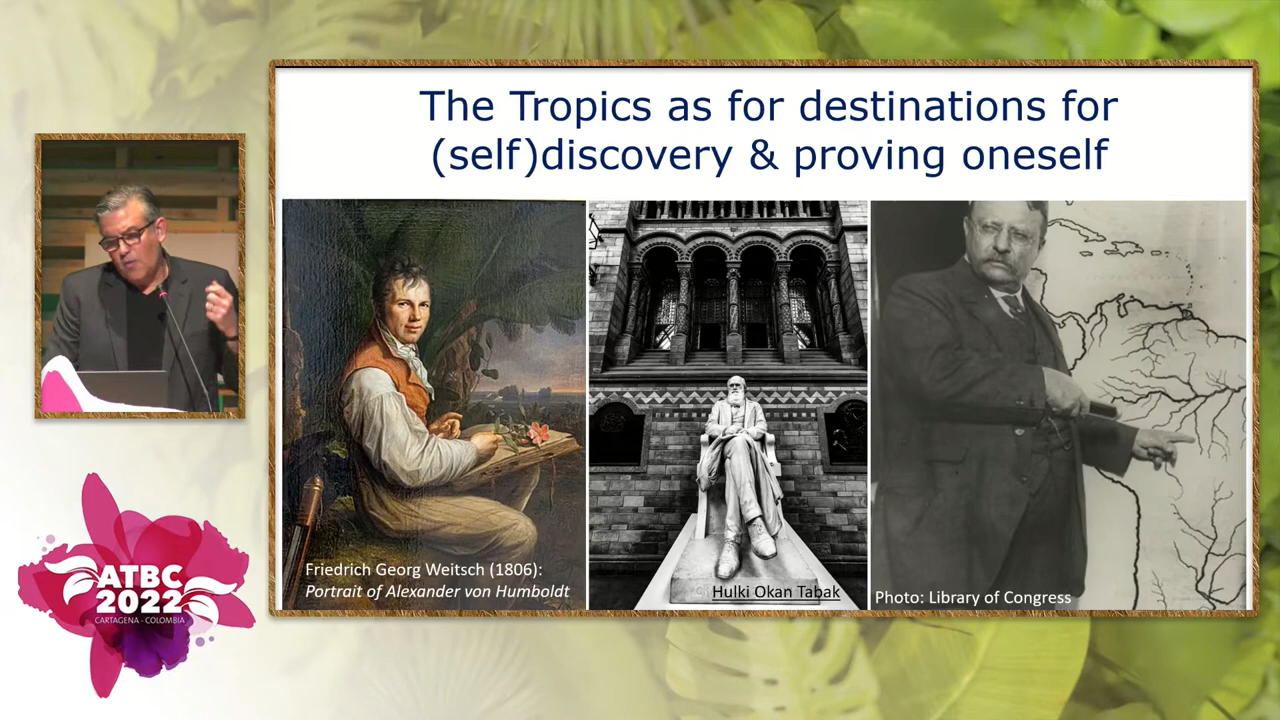 The Tropics as for destinations for
(self)discovery & proving oneself
Friedrich Georg Weitsch (1806):
Portrait of Alexander von Humboldt
Hulki Okan Tabak
Photo: Library of Congress
ATBC
2022
CARTAGENA - COLOMBIA